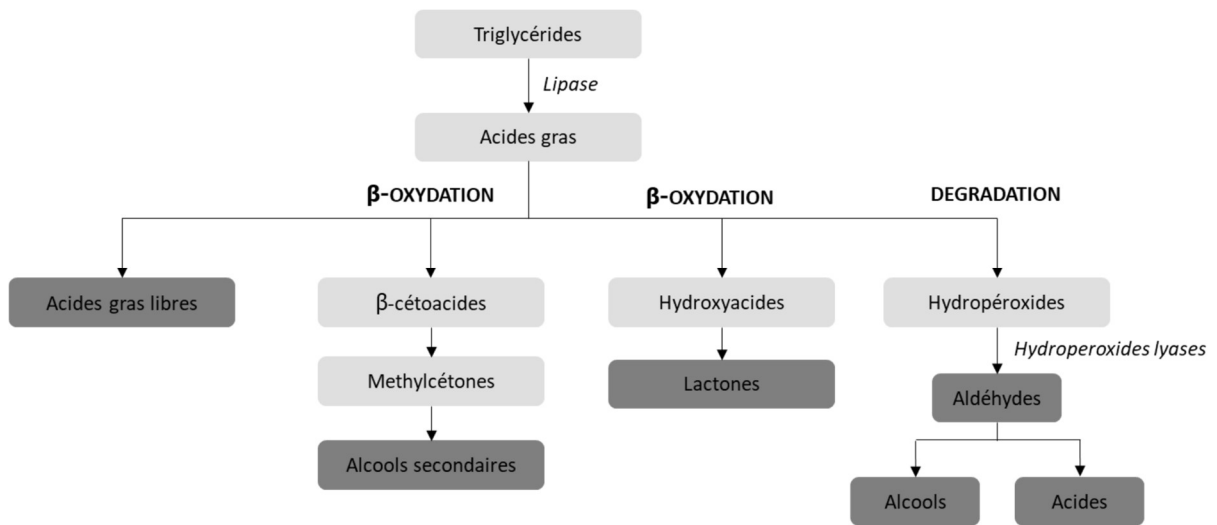 Triglycérides
Lipase
Acides gras
β-OXYDATION
β-OXYDATION
DEGRADATION
Acides gras libres
β-cétoacides
Hydroxyacides
Hydropéroxides
Hydroperoxides lyases
Methylcétones
Lactones
Aldéhydes
Alcools secondaires
Alcools
Acides